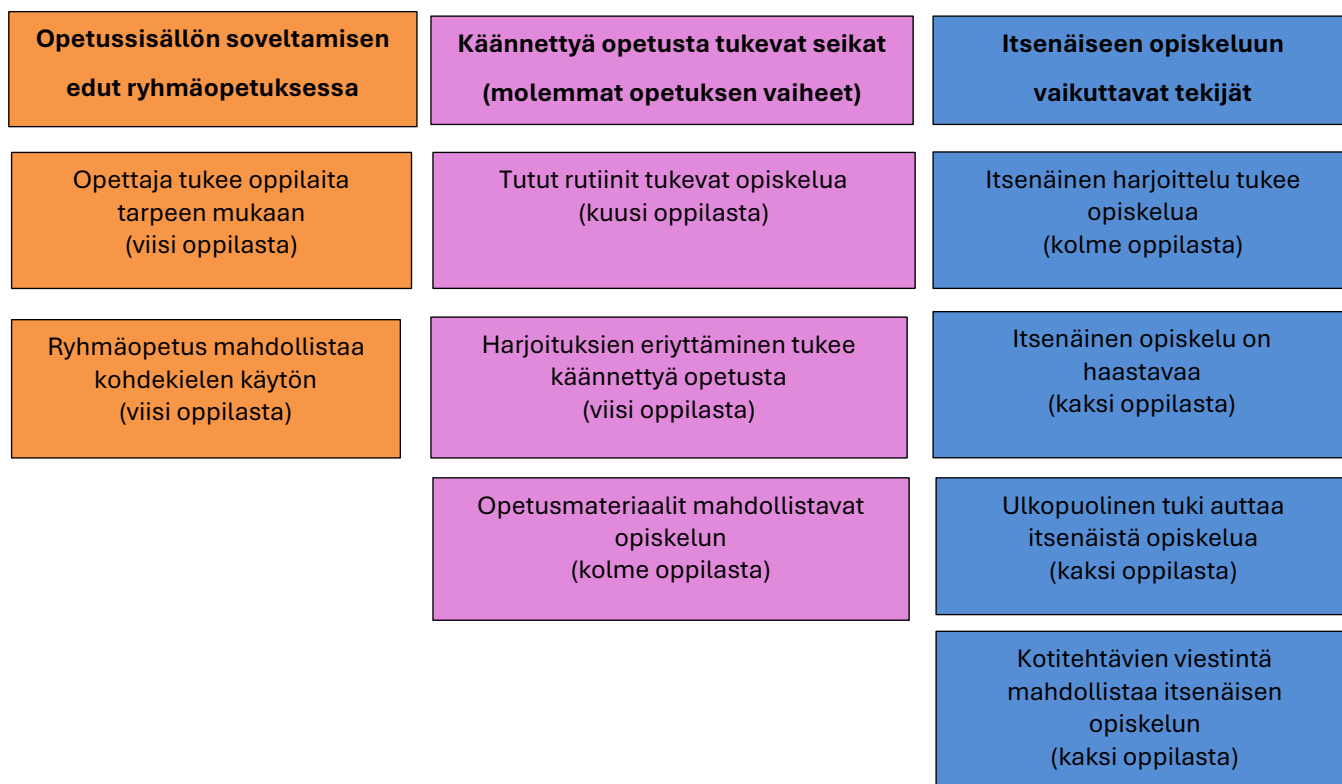 Opetussisällön soveltamisen
edut ryhmäopetuksessa
Opettaja tukee oppilaita
tarpeen mukaan
(viisi oppilasta)
Ryhmäopetus mahdollistaa
kohdekielen käytön
(viisi oppilasta)
Käännettyä opetusta tukevat seikat
(molemmat opetuksen vaiheet)
Tutut rutiinit tukevat opiskelua
(kuusi oppilasta)
Harjoituksien eriyttäminen tukee
käännettyä opetusta
(viisi oppilasta)
Opetusmateriaalit mahdollistavat
opiskelun
(kolme oppilasta)
Itsenäiseen opiskeluun
vaikuttavat tekijät
Itsenäinen harjoittelu tukee
opiskelua
(kolme oppilasta)
Itsenäinen opiskelu on
haastavaa
(kaksi oppilasta)
Ulkopuolinen tuki auttaa
itsenäistä opiskelua
(kaksi oppilasta)
Kotitehtävien viestintä
mahdollistaa itsenäisen
opiskelun
(kaksi oppilasta)